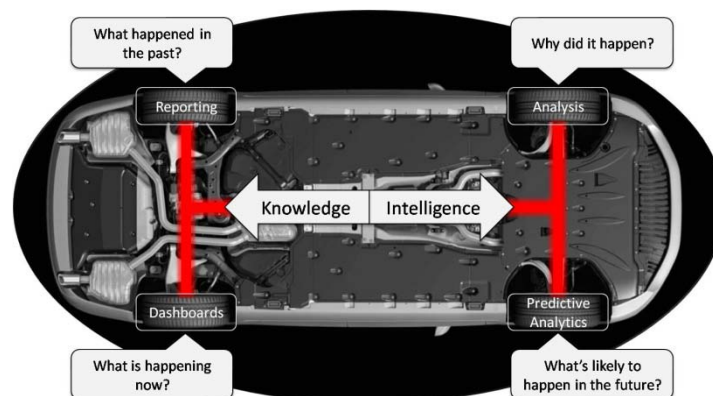 What happened in
the past?
Why did it happen?
Reporting
Analysis
Knowledge
Intelligence
Dashboards
Predictive
Analytics
What is happening
now?
What's likely to
happen in the future?